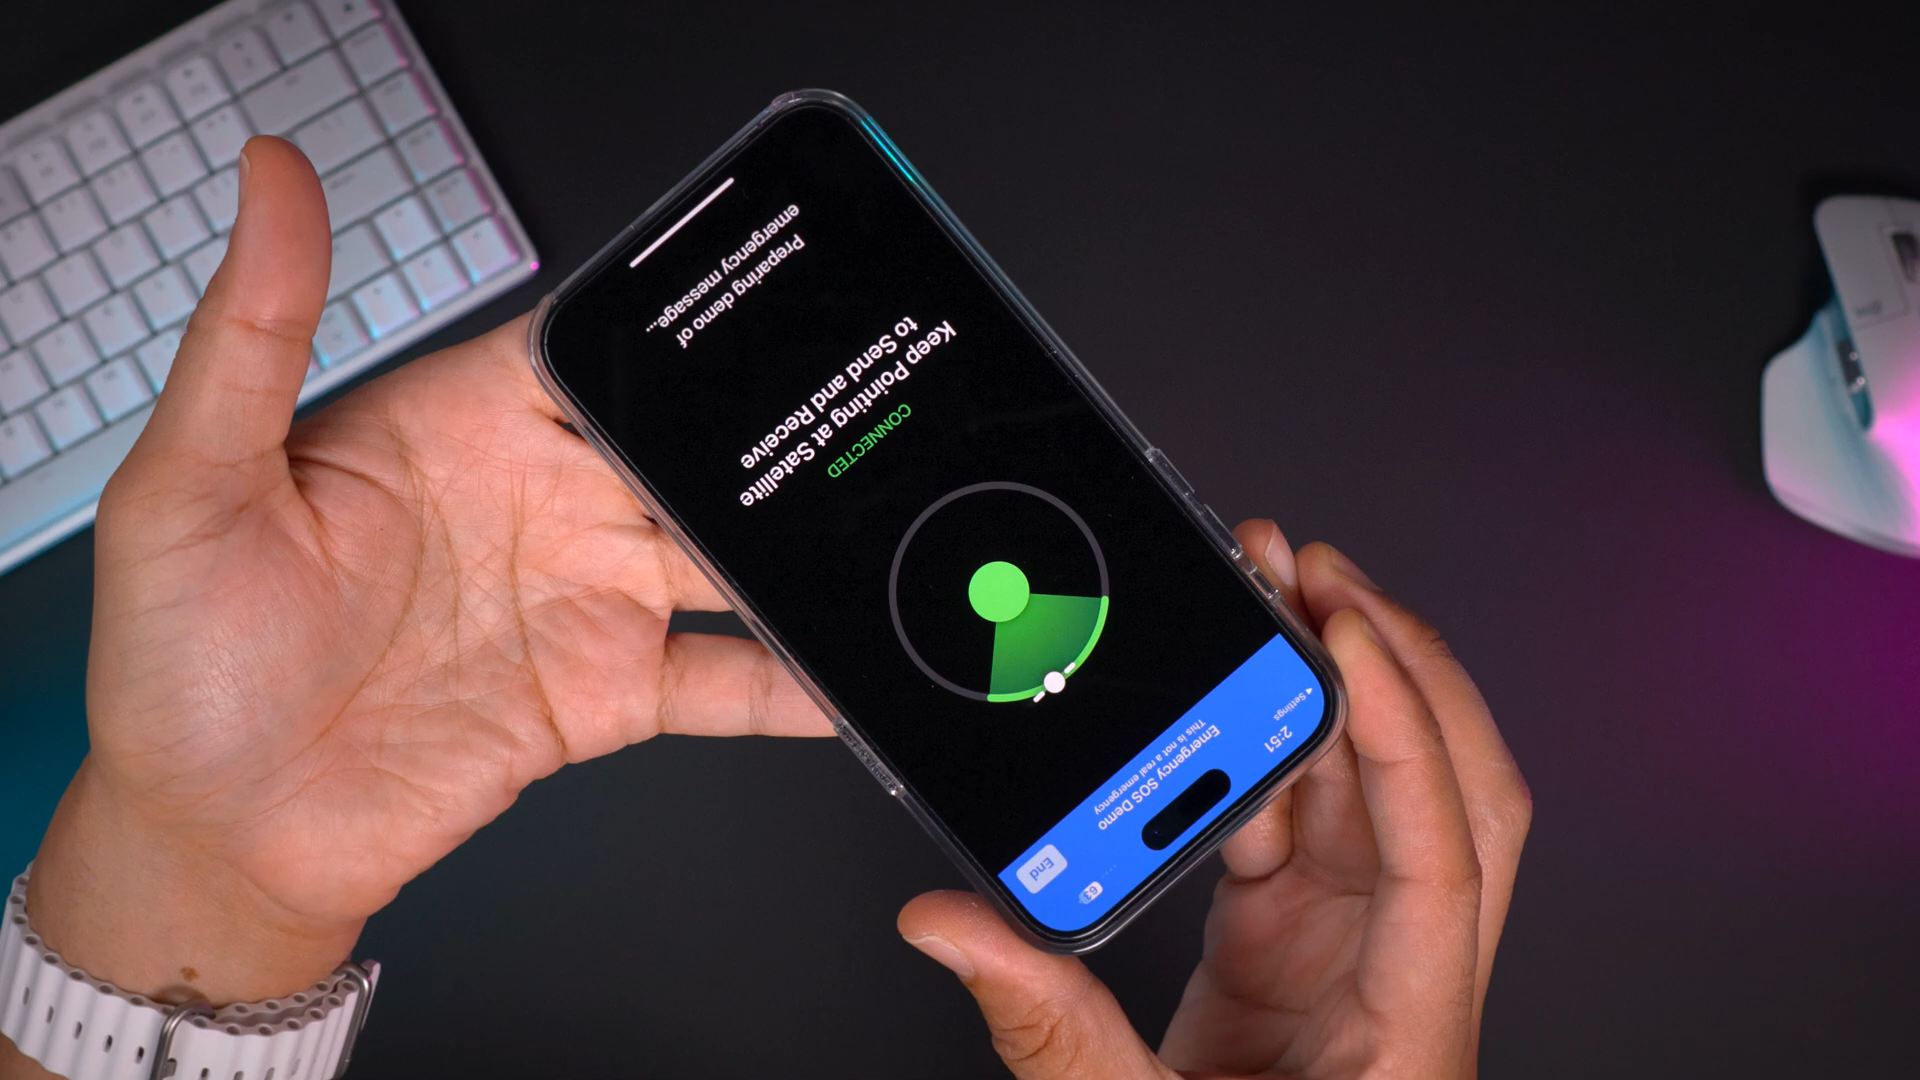 2:51
◀ Settings
63
Emergency SOS Demo
This is not a real emergency
End
CONNECTED
Keep Pointing at Satellite
to Send and Receive
Preparing demo of
emergency message...